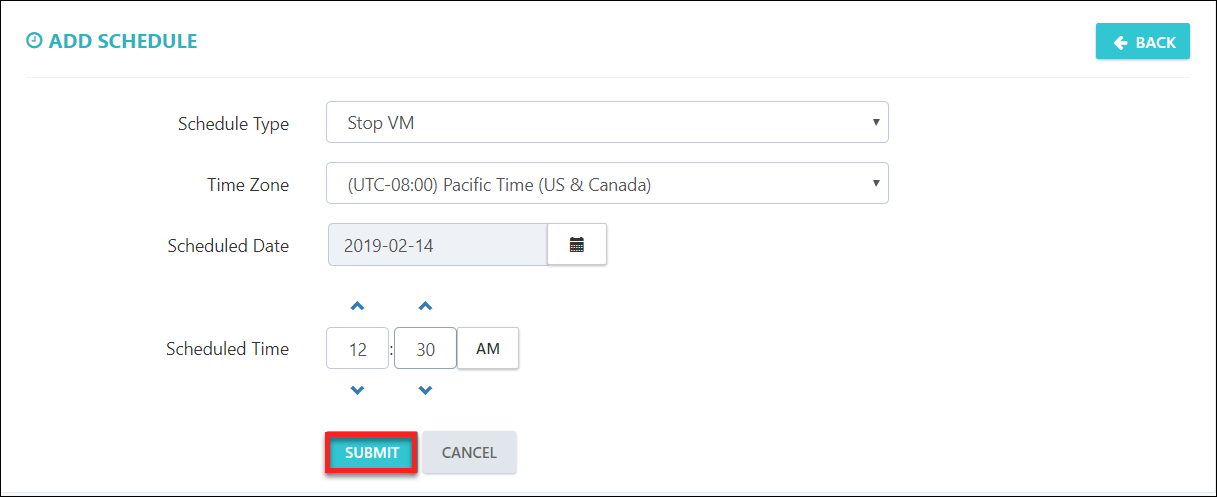 ADD SCHEDULE
BACK
Schedule Type
Stop VM
Time Zone
(UTC-08:00) Pacific Time (US & Canada)
Scheduled Date
2019-02-14
Scheduled Time
12 : 30 AM
SUBMIT
CANCEL